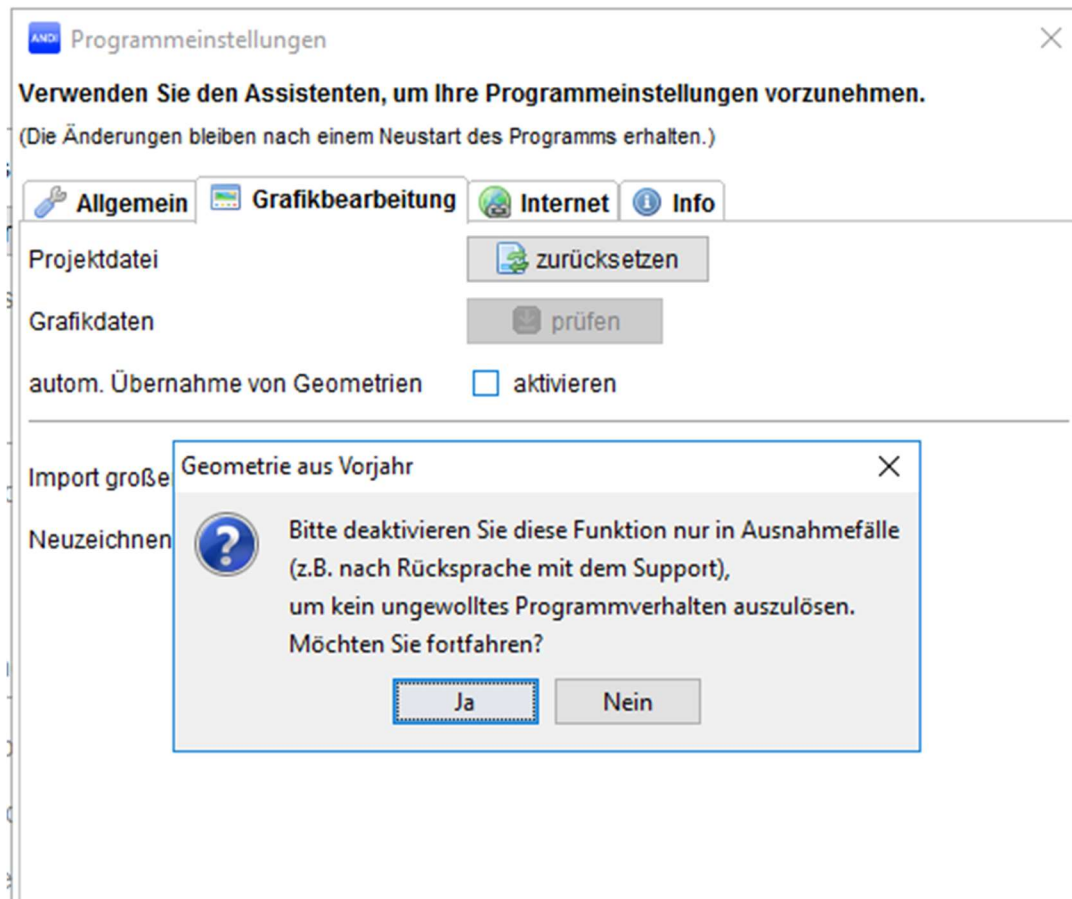 ANDI Programmeinstellungen
Verwenden Sie den Assistenten, um Ihre Programmeinstellungen vorzunehmen.
(Die Änderungen bleiben nach einem Neustart des Programms erhalten.)
Allgemein Grafikbearbeitung Internet Info
Projektdatei zurücksetzen
Grafikdaten prüfen
autom. Übernahme von Geometrien aktivieren
Import große
Neuzeichnen
Geometrie aus Vorjahr
Bitte deaktivieren Sie diese Funktion nur in Ausnahmefälle
(z.B. nach Rücksprache mit dem Support),
um kein ungewolltes Programmverhalten auszulösen.
Möchten Sie fortfahren?
Ja Nein